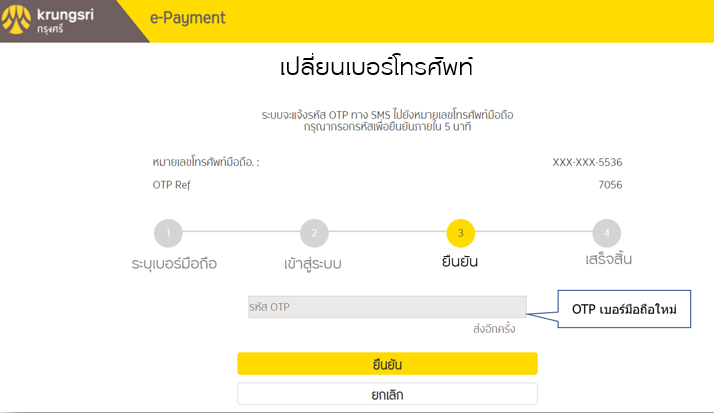 krungsri
กรุงศรี
e-Payment
เปลี่ยนเบอร์โทรศัพท์
ระบบจะแจ้งรหัส OTP ทาง SMS ไปยังหมายเลขโทรศัพท์มือถือ
กรุณากรอกรหัสเพื่อยืนยันภายใน 5 นาที
หมายเลขโทรศัพท์มือถือ. : XXX-XXX-5536
OTP Ref 7056
1 2 3 4
ระบุเบอร์มือถือ เข้าสู่ระบบ ยืนยัน เสร็จสิ้น
รหัส OTP
OTP เบอร์มือถือใหม่
ส่งอีกครั้ง
ยืนยัน
ยกเลิก